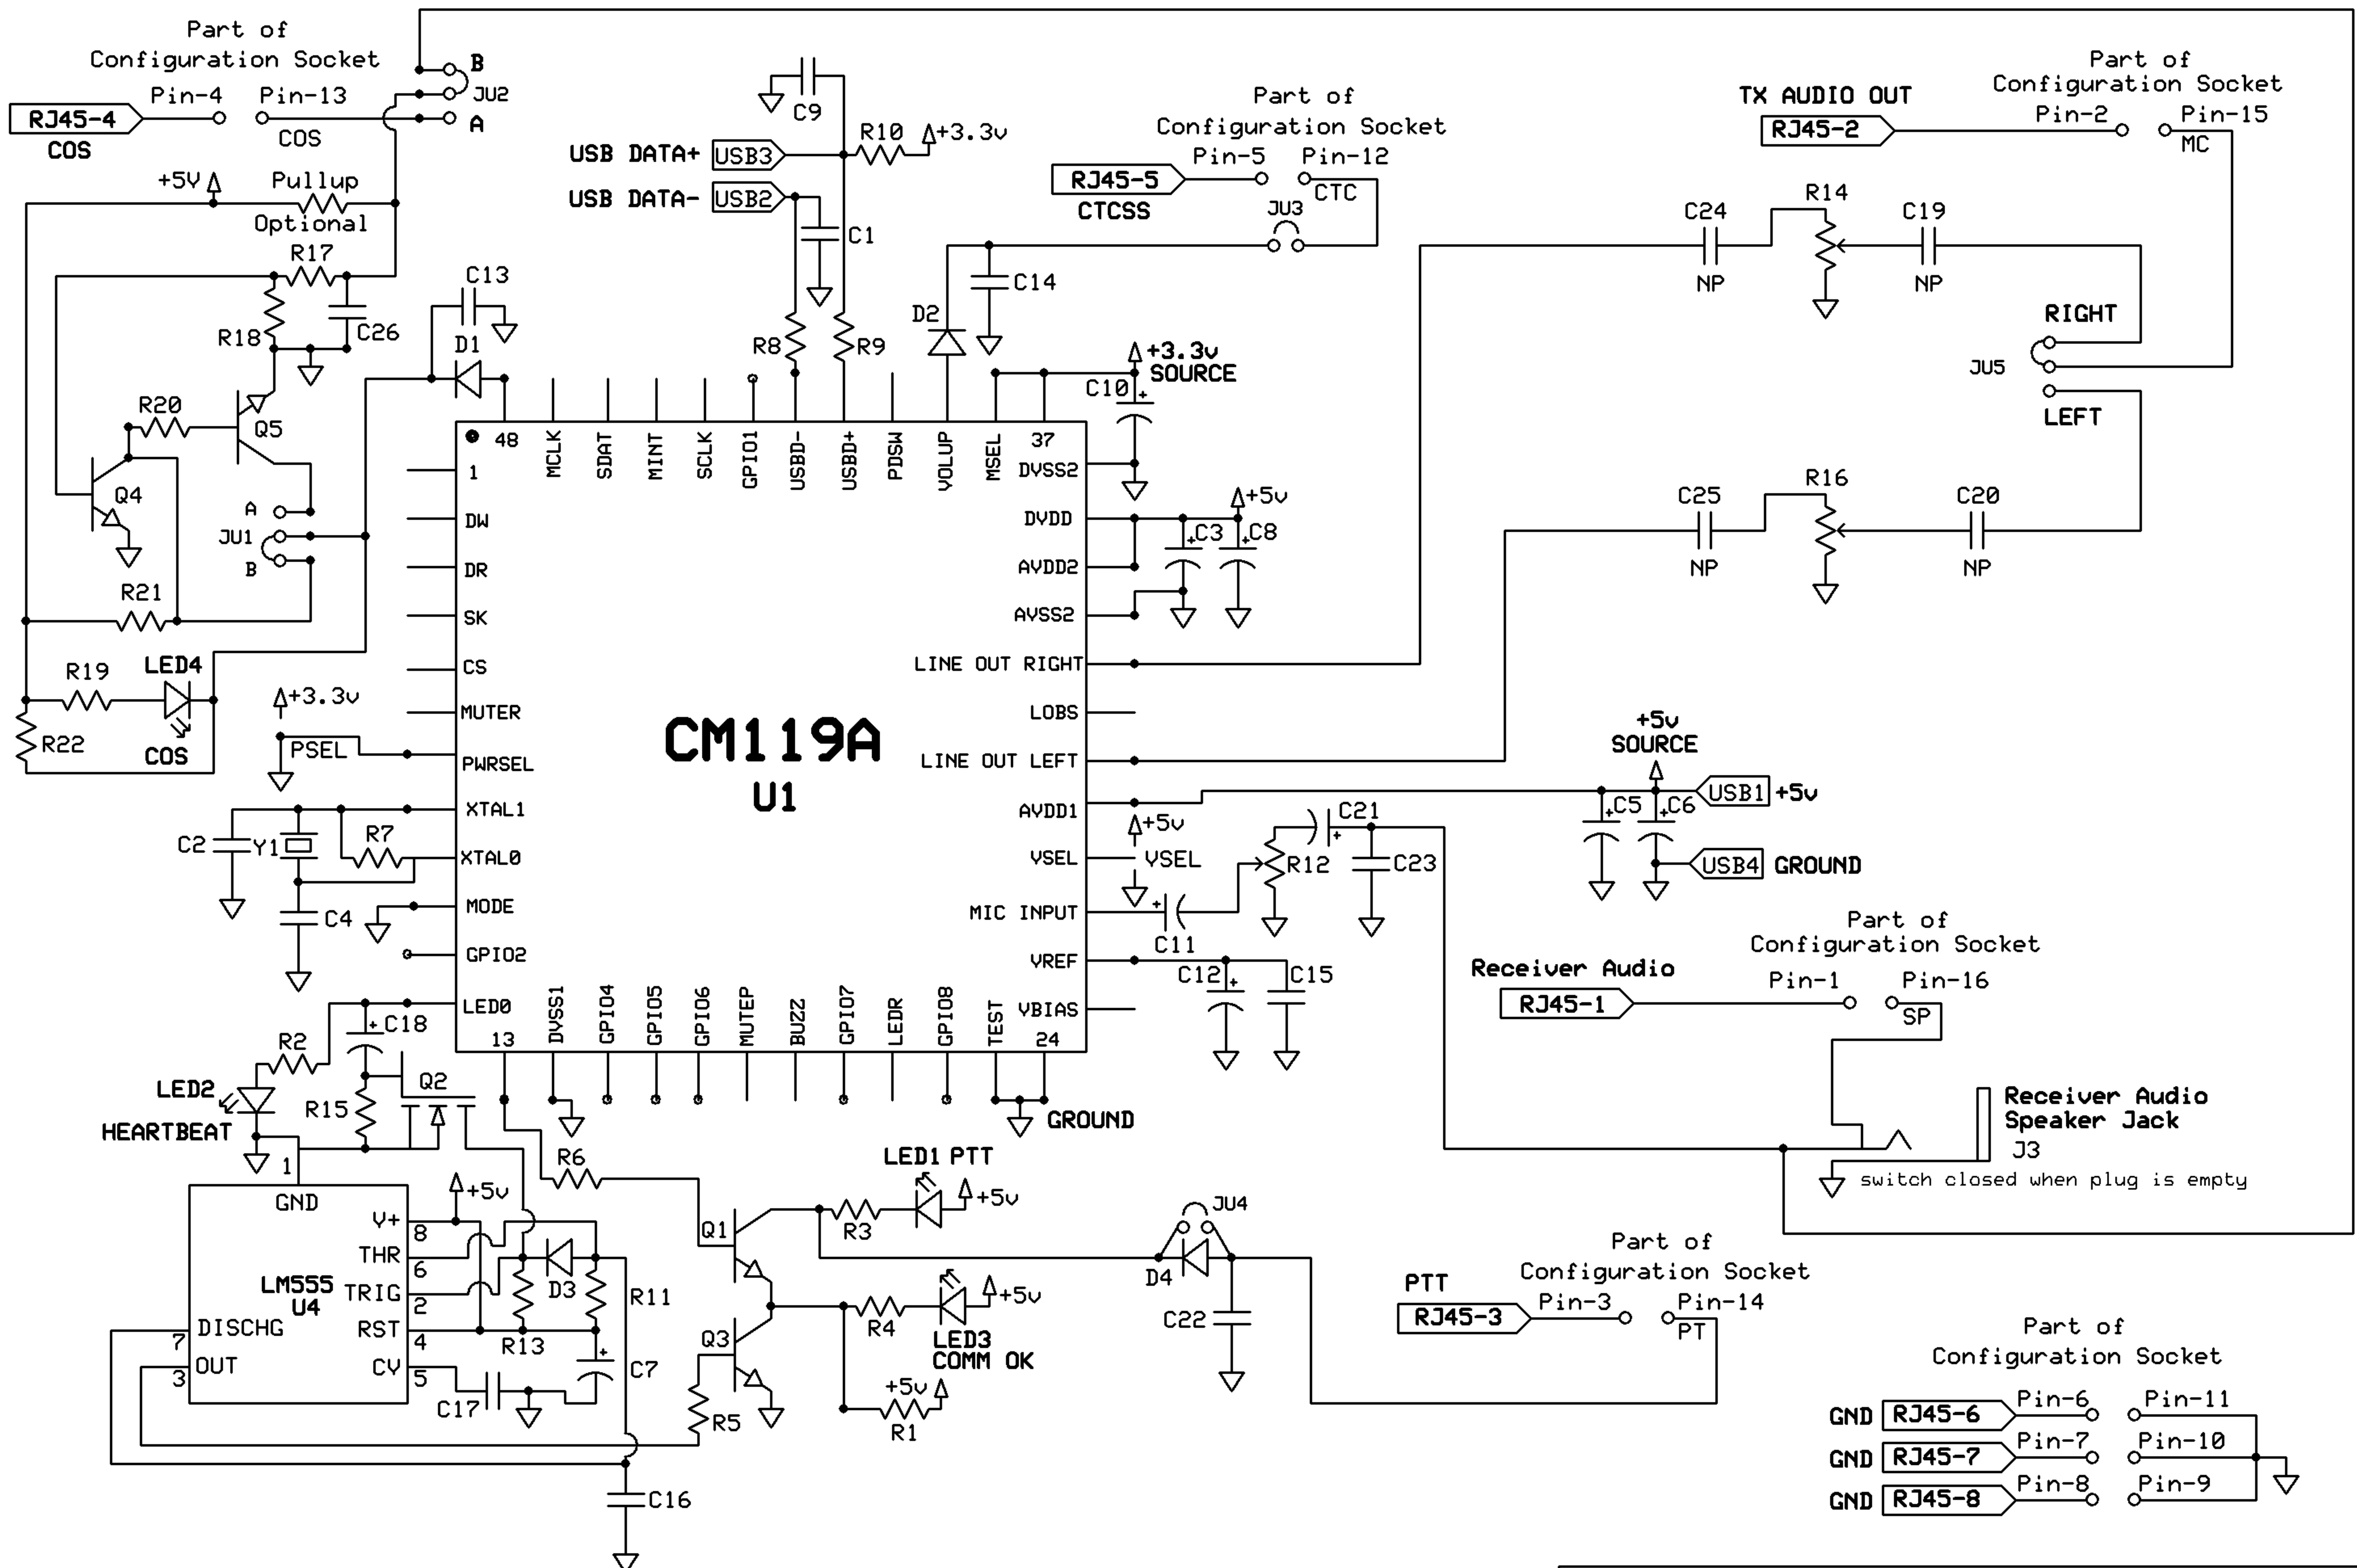 Part of
Configuration Socket
Pin-4
Pin-13
RJ45-4
COS
COS
B
JU2
A
+5V
Pullup
Optional
R17
R18
C26
C13
D1
R20
Q5
Q4
A
JU1
B
R21
R19
LED4
R22
COS
C9
USB DATA+
USB3
R10
+3.3v
USB DATA-
USB2
C1
R8
R9
Part of
Configuration Socket
Pin-5
Pin-12
RJ45-5
CTCSS
CTC
JU3
C14
D2
+3.3v
SOURCE
C10
TX AUDIO OUT
RJ45-2
Part of
Configuration Socket
Pin-2
Pin-15
MC
C24
NP
R14
C19
NP
RIGHT
JU5
LEFT
C25
NP
R16
C20
NP
48
MCLK
SDAT
MINT
SCLK
GPIO1
USBD-
USBD+
PDSW
VOLUP
MSEL
37
1
DW
DR
SK
CS
MUTER
PWRSEL
XTAL1
XTAL0
MODE
GPIO2
LED0
CM119A
U1
DVSS2
DVDD
AVDD2
AVSS2
LINE OUT RIGHT
LOBS
LINE OUT LEFT
AVDD1
VSEL
MIC INPUT
VREF
VBIAS
13
DVSS1
GPIO4
GPIO5
GPIO6
MUTEP
BUZZ
GPIO7
LEDR
GPIO8
TEST
24
+5v
+
C3
+
C8
+3.3v
PSEL
C2
Y1
R7
C4
+5v
VSEL
+5v
SOURCE
USB1
+5v
+
C5
+
C6
USB4
GROUND
C21
+
R12
C23
+
C11
C12
+
C15
Receiver Audio
RJ45-1
Part of
Configuration Socket
Pin-1
Pin-16
SP
Receiver Audio
Speaker Jack
J3
switch closed when plug is empty
GROUND
+
C18
R2
LED2
HEARTBEAT
R15
Q2
1
GND
+5v
V+
8
THR
6
TRIG
2
RST
4
CV
5
LM555
U4
DISCHG
7
OUT
3
D3
R13
R11
+
C7
C17
C16
R6
Q1
Q3
R5
LED1 PTT
R3
+5v
R4
+5v
LED3
COMM OK
+5v
R1
JU4
D4
C22
PTT
RJ45-3
Part of
Configuration Socket
Pin-3
Pin-14
PT
Part of
Configuration Socket
GND
RJ45-6
Pin-6
Pin-11
GND
RJ45-7
Pin-7
Pin-10
GND
RJ45-8
Pin-8
Pin-9